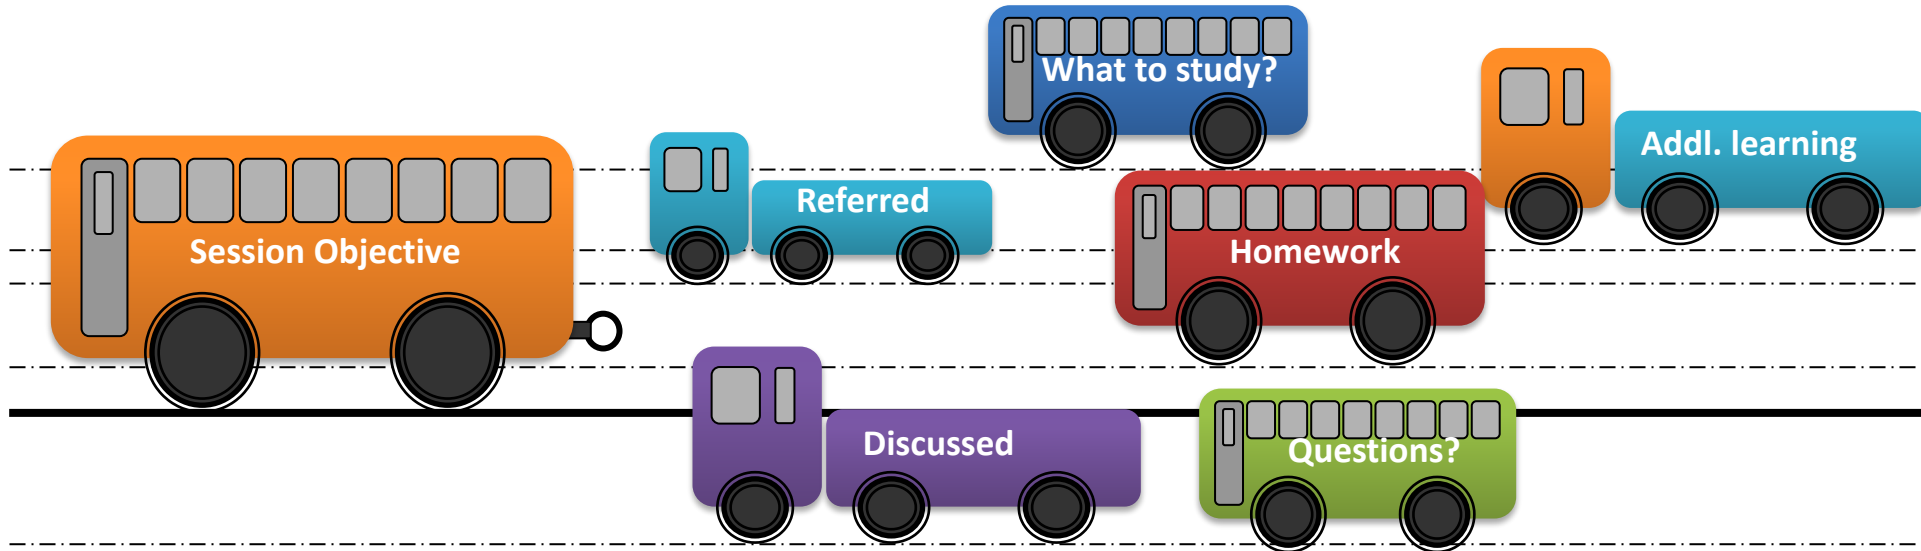 What to study?
Addl. learning
Referred
Session Objective
Homework
Discussed
Questions?